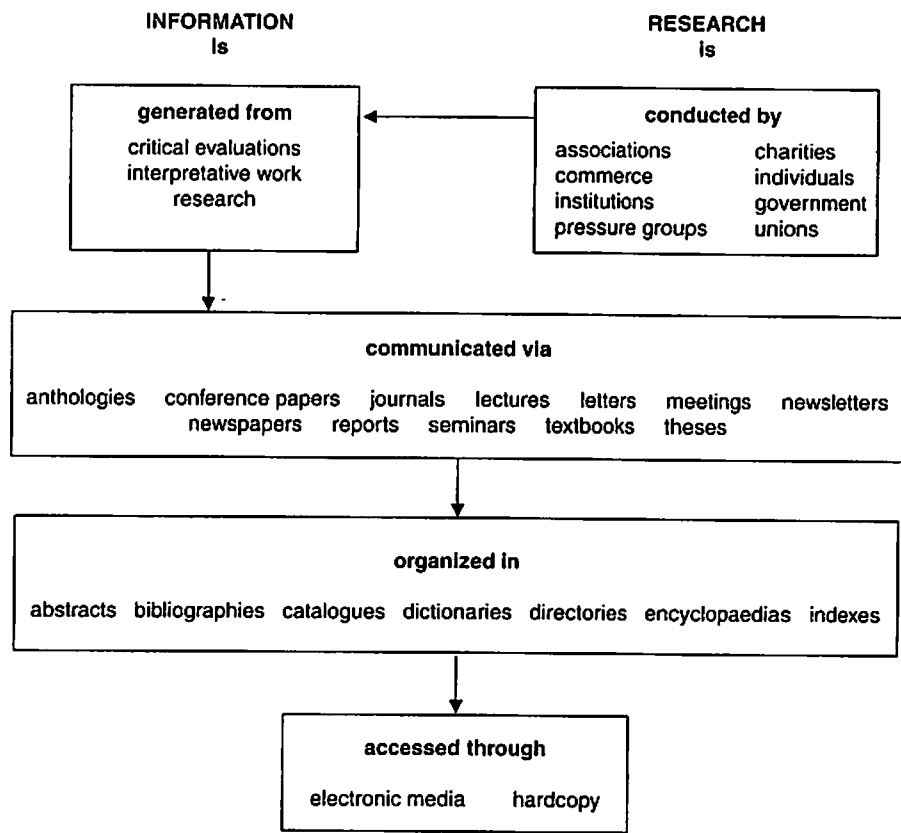 INFORMATION
Is
RESEARCH
is
generated from
critical evaluations
interpretative work
research
conducted by
associations charities
commerce individuals
institutions government
pressure groups unions
communicated via
anthologies conference papers journals lectures letters meetings newsletters
newspapers reports seminars textbooks theses
organized in
abstracts bibliographies catalogues dictionaries directories encyclopaedias indexes
accessed through
electronic media hardcopy